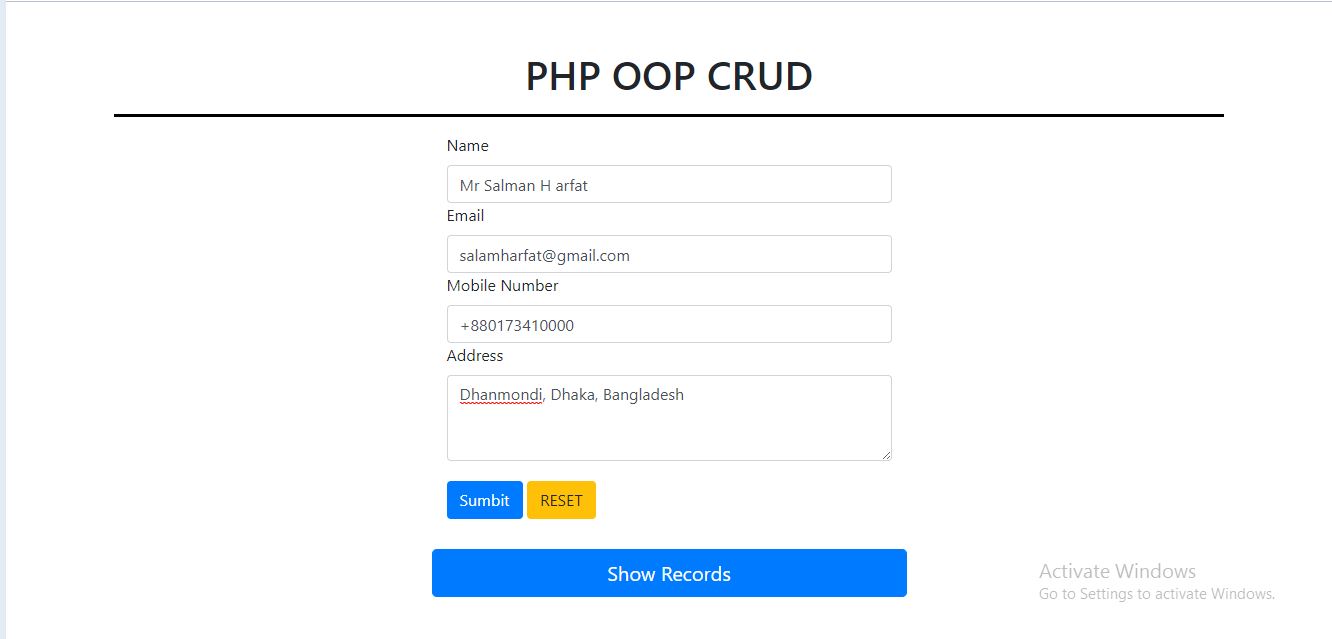 PHP OOP CRUD
Name
Mr Salman H arfat
Email
salamharfat@gmail.com
Mobile Number
+880173410000
Address
Dhanmondi, Dhaka, Bangladesh
Sumbit RESET
Show Records
Activate Windows
Go to Settings to activate Windows.